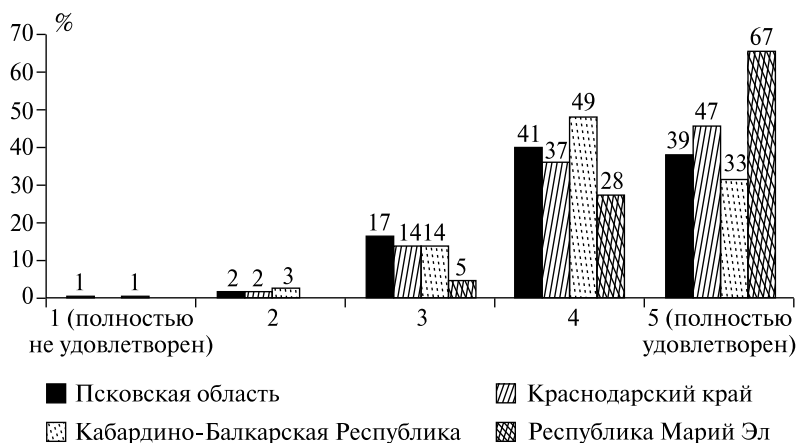 %
70
60
50
40
30
20
10
0
1 1
2 2 3
17 14 14 5
41 37 49 28
39 47 33 67
1 (полностью не удовлетворен) 2 3 4 5 (полностью удовлетворен)
Псковская область Краснодарский край
Кабардино-Балкарская Республика Республика Марий Эл